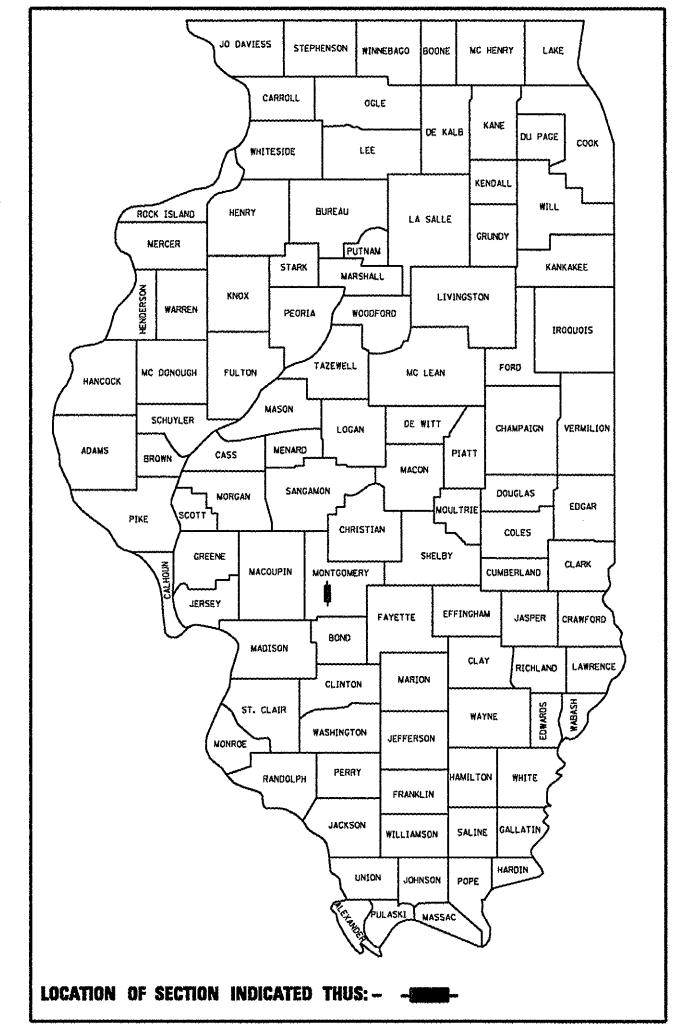 JO DAVIESS
STEPHENSON
WINNEBAGO
BOONE
MC HENRY
LAKE
CARROLL
OGLE
DE KALB
KANE
DU PAGE
COOK
WHITESIDE
LEE
KENDALL
ROCK ISLAND
HENRY
BUREAU
LA SALLE
WILL
MERCER
PUTNAM
GRUNDY
STARK
MARSHALL
KANKAKEE
HENDERSON
WARREN
KNOX
PEORIA
WOODFORD
LIVINGSTON
IROQUOIS
HANCOCK
MC DONOUGH
FULTON
TAZEWELL
MC LEAN
FORD
MASON
SCHUYLER
LOGAN
DE WITT
CHAMPAIGN
VERMILION
ADAMS
BROWN
CASS
MENARD
PIATT
MACON
MORGAN
SANGAMON
DOUGLAS
EDGAR
PIKE
SCOTT
CHRISTIAN
MOULTRIE
COLES
GREENE
MACOUPIN
SHELBY
CALHOUN
MONTGOMERY
CUMBERLAND
CLARK
JERSEY
FAYETTE
EFFINGHAM
JASPER
CRAWFORD
MADISON
BOND
CLAY
RICHLAND
LAWRENCE
CLINTON
MARION
ST. CLAIR
WAYNE
EDWARDS
WABASH
MONROE
WASHINGTON
JEFFERSON
RANDOLPH
PERRY
HAMILTON
WHITE
FRANKLIN
JACKSON
WILLIAMSON
SALINE
GALLATIN
UNION
JOHNSON
POPE
HARDIN
ALEXANDER
PULASKI
MASSAC
LOCATION OF SECTION INDICATED THUS: -